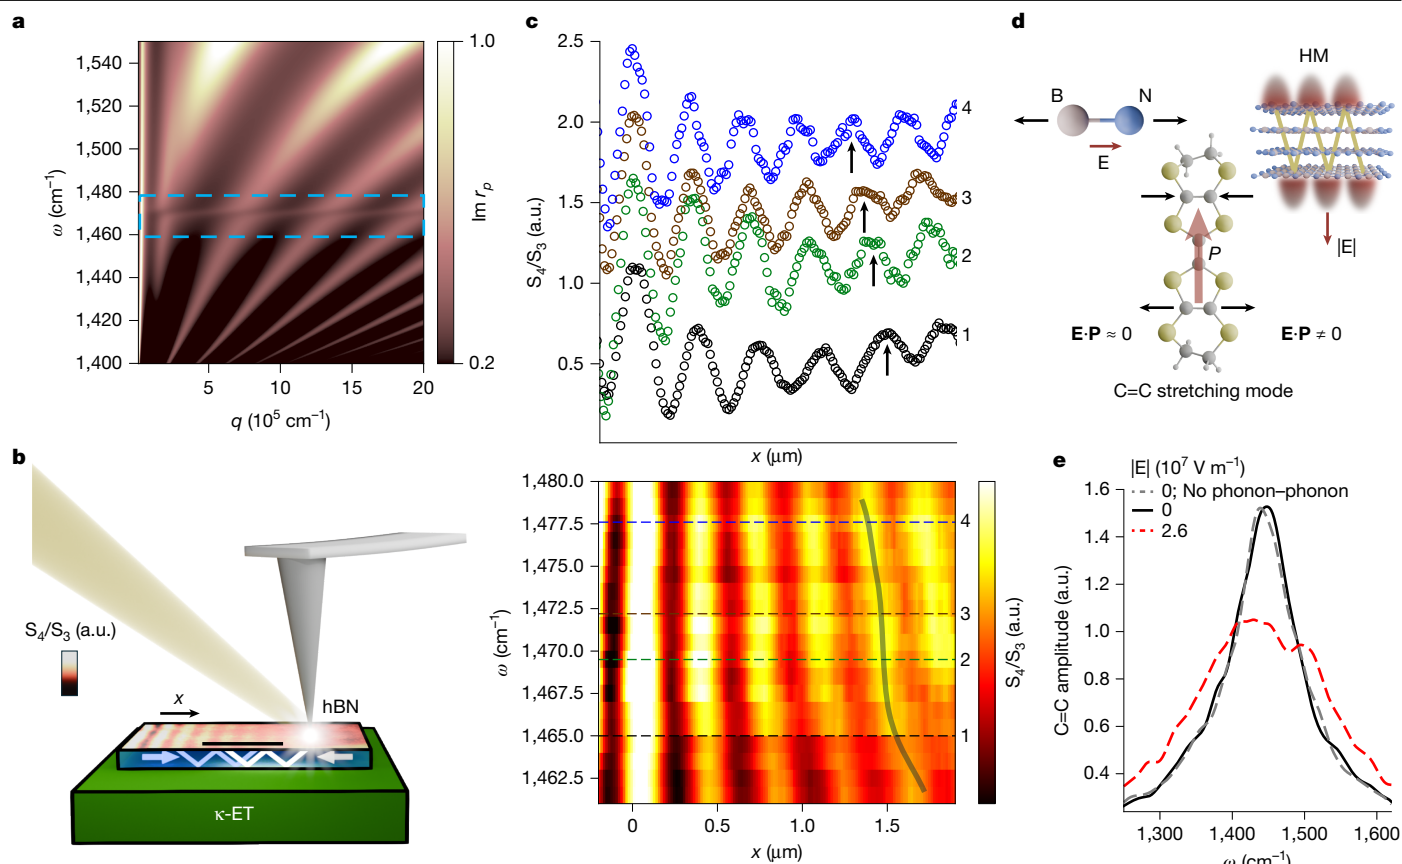 a
1,540
1,520
1,500
1,480
1,460
1,440
1,420
1,400
ω (cm⁻¹)
5
10
15
20
q (10⁵ cm⁻¹)
1.0
0.2
Im rₚ
b
S₄/S₃ (a.u.)
x
hBN
κ-ET
c
2.5
2.0
1.5
1.0
0.5
S₄/S₃ (a.u.)
4
3
2
1
x (μm)
1,480.0
1,477.5
1,475.0
1,472.5
1,470.0
1,467.5
1,465.0
1,462.5
ω (cm⁻¹)
4
3
2
1
0
0.5
1.0
1.5
x (μm)
S₄/S₃ (a.u.)
d
HM
B
N
E
P
|E|
E·P ≈ 0
E·P ≠ 0
C=C stretching mode
e
|E| (10⁷ V m⁻¹)
0; No phonon–phonon
0
2.6
1.6
1.4
1.2
1.0
0.8
0.6
0.4
C=C amplitude (a.u.)
1,300
1,400
1,500
1,600
ω (cm⁻¹)